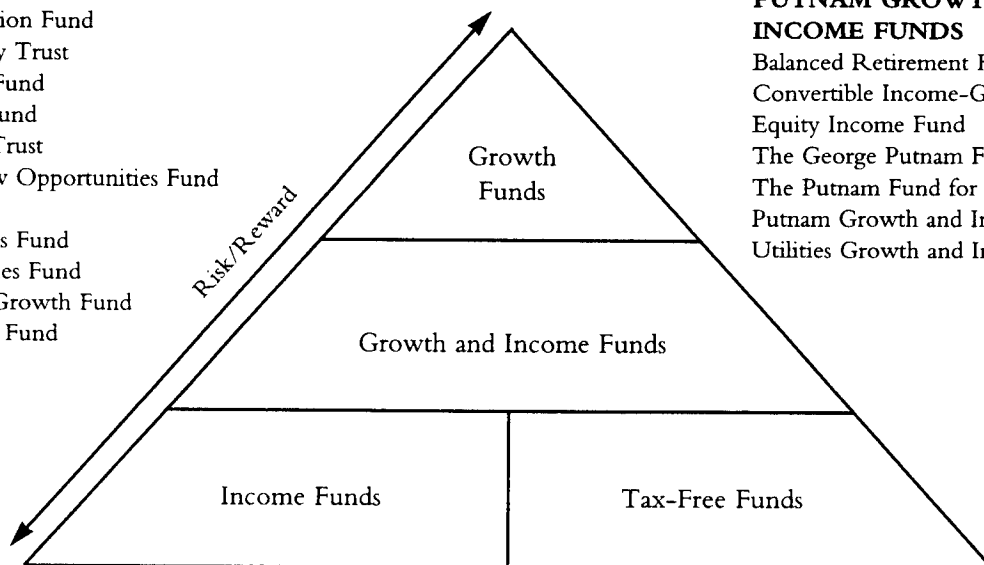 ion Fund
y Trust
Fund
und
Trust
w Opportunities Fund
s Fund
es Fund
Growth Fund
Fund
PUTNAM GROWT
INCOME FUNDS
Balanced Retirement F
Convertible Income-G
Equity Income Fund
The George Putnam F
The Putnam Fund for
Putnam Growth and In
Utilities Growth and In
Risk/Reward
Growth
Funds
Growth and Income Funds
Income Funds
Tax-Free Funds